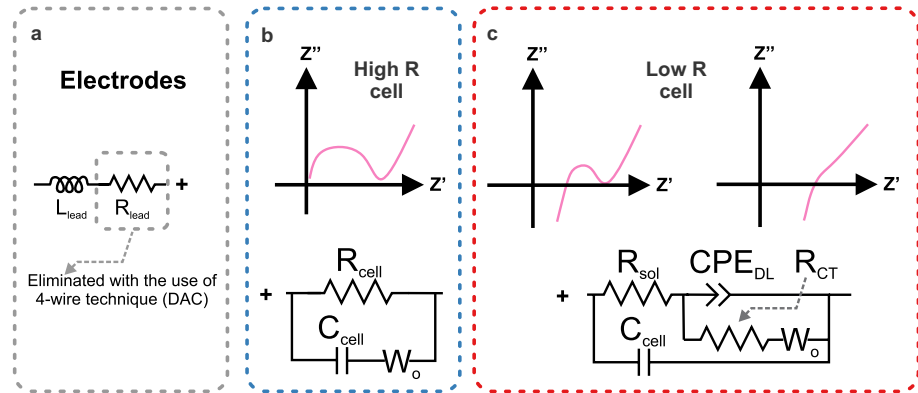 a
Electrodes
L lead
R lead
+
Eliminated with the use of
4-wire technique (DAC)
b
Z''
High R
cell
Z'
+
R cell
C cell
W o
c
Z''
Low R
cell
Z''
Z'
Z'
+
R sol
CPE DL
R CT
C cell
W o